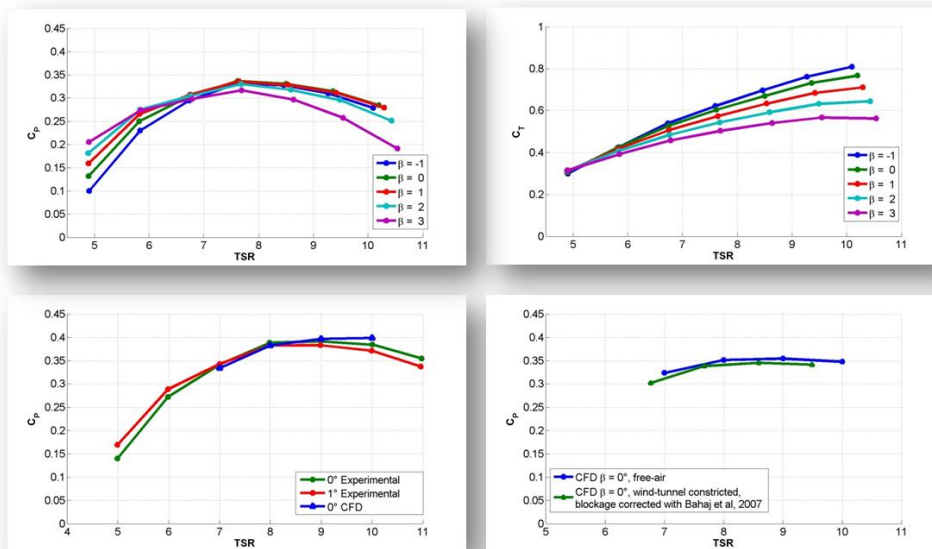 0.45
0.4
0.35
0.3
0.25
0.2
0.15
0.1
0.05
0
5 6 7 8 9 10 11
C_P
TSR
β = -1
β = 0
β = 1
β = 2
β = 3
1
0.8
0.6
0.4
0.2
0
5 6 7 8 9 10 11
C_T
TSR
β = -1
β = 0
β = 1
β = 2
β = 3
0.45
0.4
0.35
0.3
0.25
0.2
0.15
0.1
0.05
0
4 5 6 7 8 9 10 11
C_P
TSR
0° Experimental
1° Experimental
0° CFD
0.45
0.4
0.35
0.3
0.25
0.2
0.15
0.1
0.05
0
5 6 7 8 9 10 11
C_P
TSR
CFD β = 0°, free-air
CFD β = 0°, wind-tunnel constricted,
blockage corrected with Bahaj et al, 2007